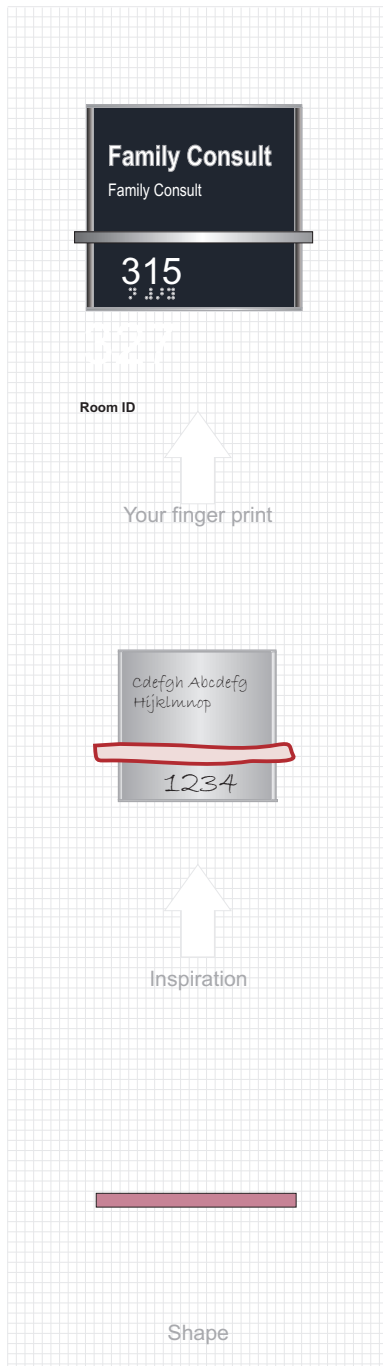 Family Consult
Family Consult
315
Room ID
Your finger print
Cdefgh Abcdefg
Hijklmnop
1234
Inspiration
Shape